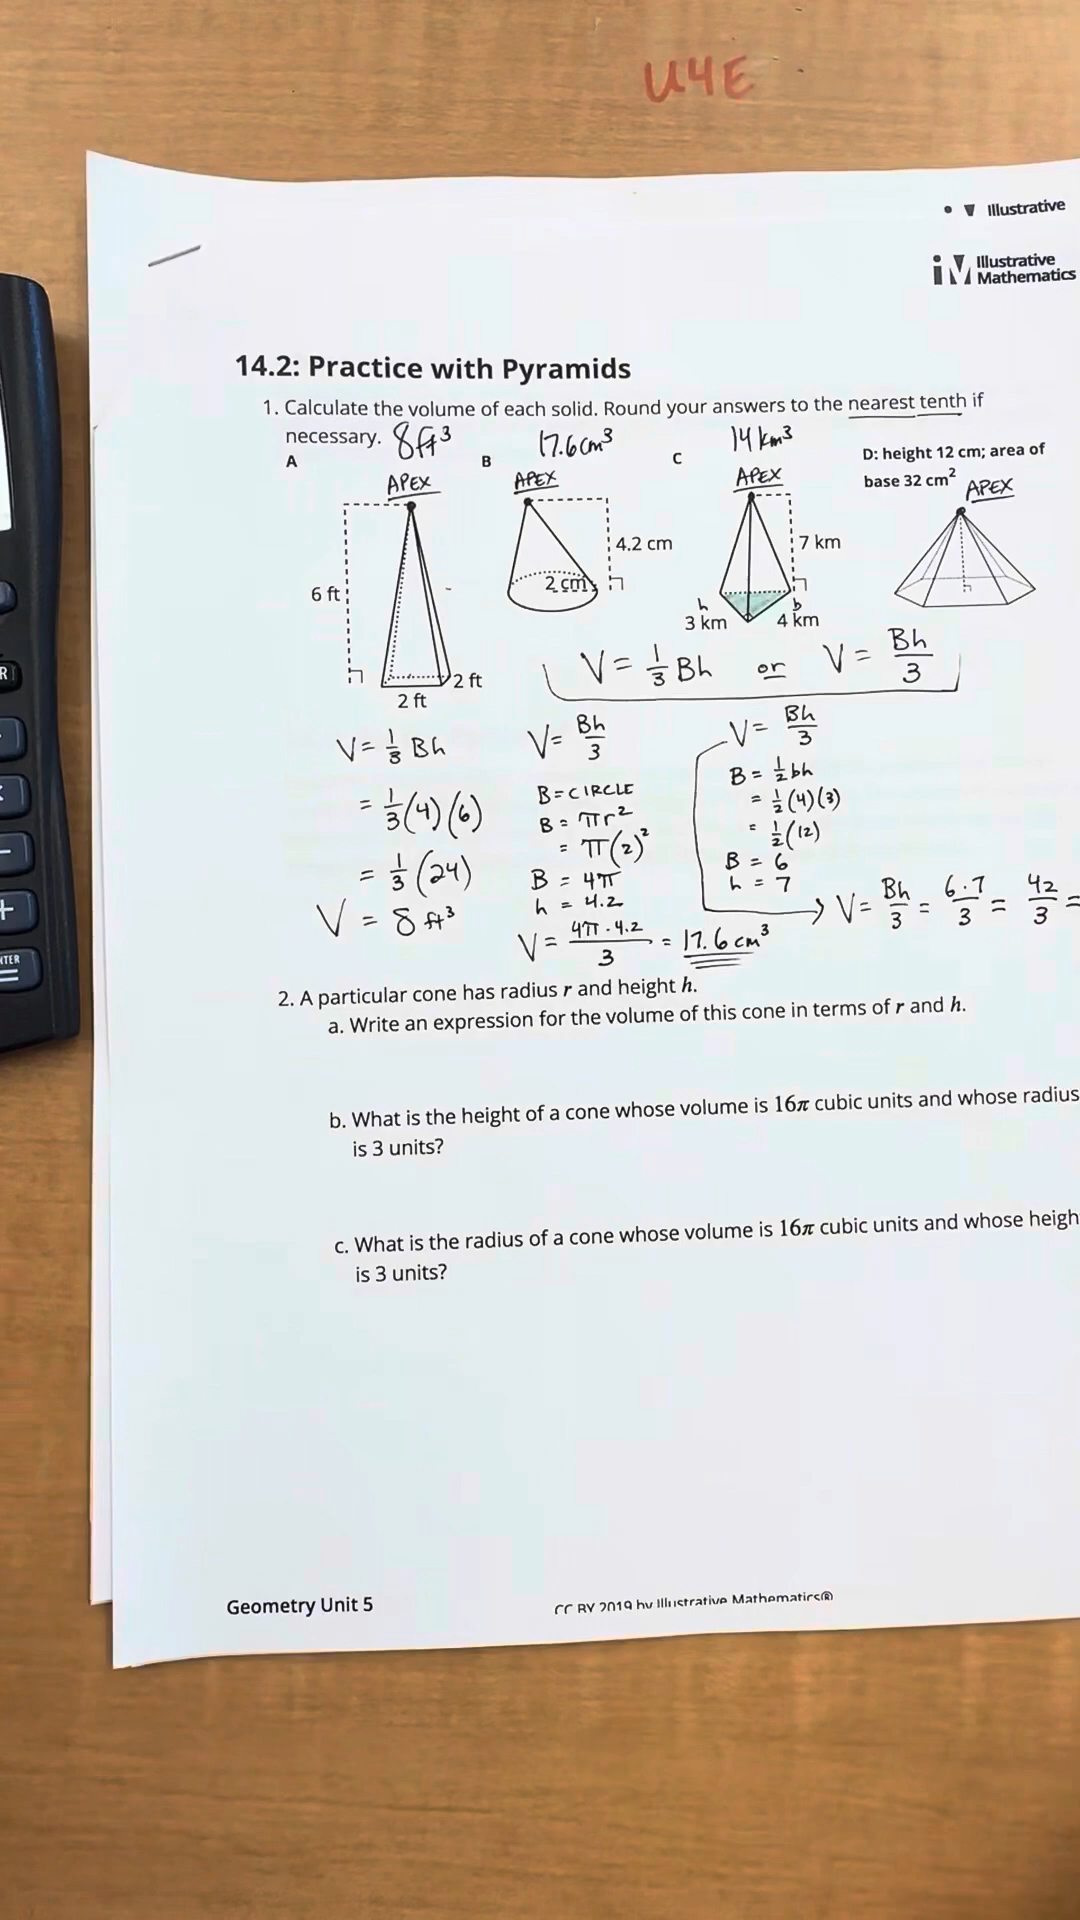 U4E
Illustrative
Illustrative
Mathematics
14.2: Practice with Pyramids
1. Calculate the volume of each solid. Round your answers to the nearest tenth if
necessary. 8ft³ 17.6cm³ 14km³
A B C D: height 12 cm; area of
base 32 cm²
APEX APEX APEX APEX
6 ft
2 ft
2 ft
4.2 cm
2 cm
7 km
h b
3 km 4 km
V = 1/3 Bh or V = Bh/3
V = 1/3 Bh
= 1/3 (4)(6)
= 1/3 (24)
V = 8 ft³
V = Bh/3
B = CIRCLE
B = πr²
= π(2)²
B = 4π
h = 4.2
V = 4π · 4.2/3 = 17.6 cm³
V = Bh/3
B = 1/2 bh
= 1/2 (4)(3)
= 1/2 (12)
B = 6
h = 7
V = Bh/3 = 6·7/3 = 42/3 =
2. A particular cone has radius r and height h.
a. Write an expression for the volume of this cone in terms of r and h.
b. What is the height of a cone whose volume is 16π cubic units and whose radius
is 3 units?
c. What is the radius of a cone whose volume is 16π cubic units and whose heigh
is 3 units?
Geometry Unit 5
CC BY 2019 by Illustrative Mathematics®
R
+
TER
=